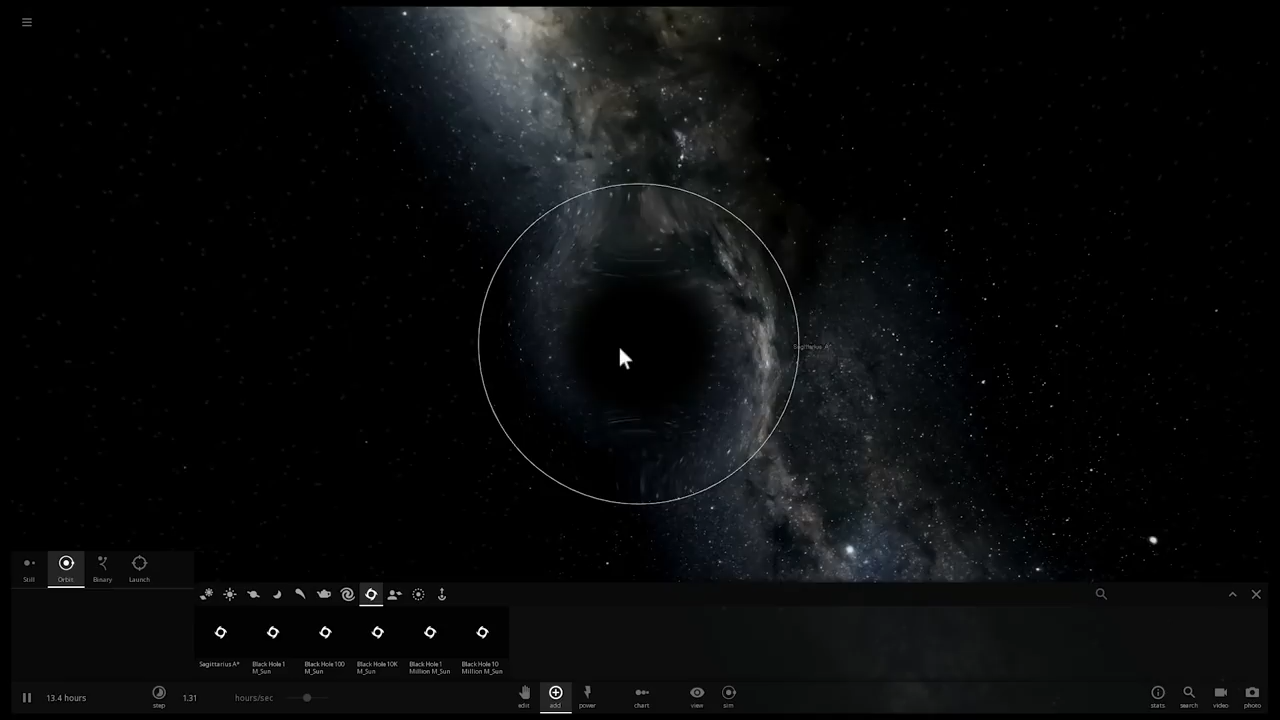 Sagittarius A*
Still
Orbit
Binary
Launch
Sagittarius A*
Black Hole 1 M_Sun
Black Hole 100 M_Sun
Black Hole 10K M_Sun
Black Hole 1 Million M_Sun
Black Hole 10 Million M_Sun
13.4 hours
step
1.31
hours/sec
edit
add
power
chart
view
sim
stats
search
video
photo